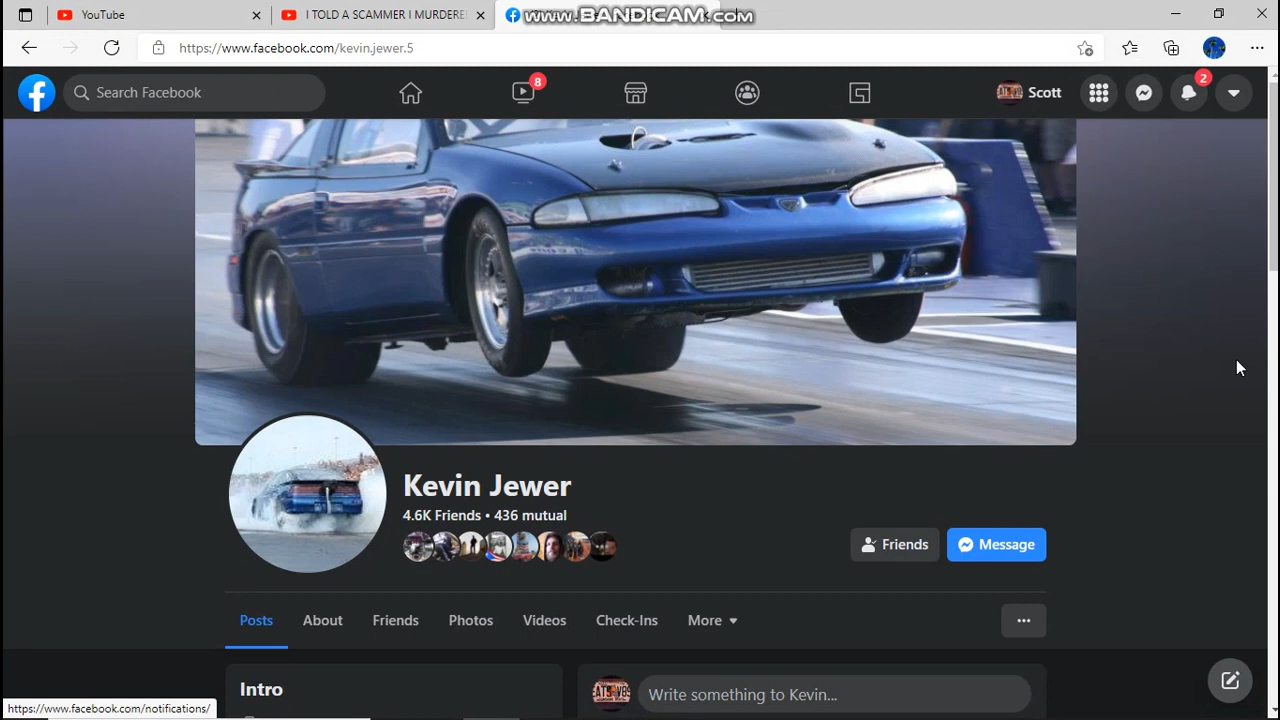 YouTube
I TOLD A SCAMMER I MURDERE
www.BANDICAM.com
https://www.facebook.com/kevin.jewer.5
Search Facebook
8
Scott
2
Kevin Jewer
4.6K Friends • 436 mutual
Friends
Message
Posts
About
Friends
Photos
Videos
Check-Ins
More
Intro
EATS V8S
Write something to Kevin...
https://www.facebook.com/notifications/